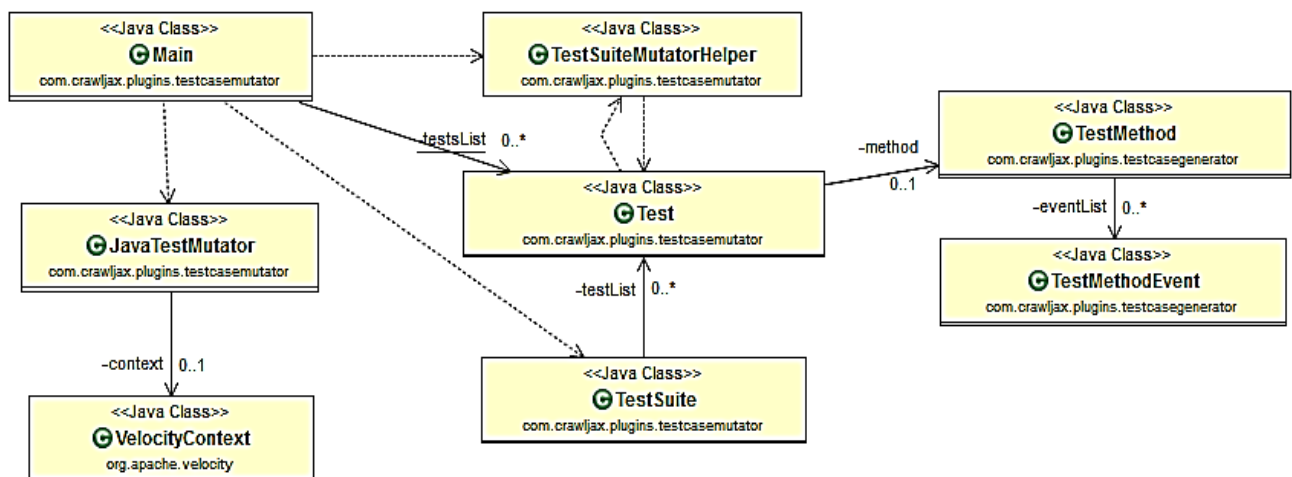 <<Java Class>>
Main
com.crawljax.plugins.testcasemutator
<<Java Class>>
TestSuiteMutatorHelper
com.crawljax.plugins.testcasemutator
-testsList 0..*
<<Java Class>>
TestMethod
com.crawljax.plugins.testcasegenerator
-method
0..1
<<Java Class>>
Test
com.crawljax.plugins.testcasemutator
<<Java Class>>
JavaTestMutator
com.crawljax.plugins.testcasemutator
-eventList 0..*
<<Java Class>>
TestMethodEvent
com.crawljax.plugins.testcasegenerator
-testList 0..*
-context 0..1
<<Java Class>>
TestSuite
com.crawljax.plugins.testcasemutator
<<Java Class>>
VelocityContext
org.apache.velocity